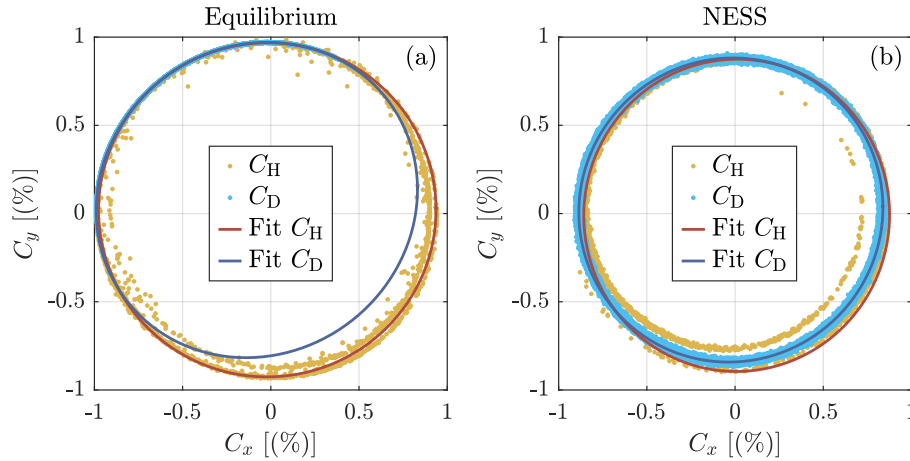 Equilibrium
(a)
C_y [(%)]
1
0.5
0
-0.5
-1
C_H
C_D
Fit C_H
Fit C_D
-1 -0.5 0 0.5 1
C_x [(%)]
NESS
(b)
C_y [(%)]
1
0.5
0
-0.5
-1
C_H
C_D
Fit C_H
Fit C_D
-1 -0.5 0 0.5 1
C_x [(%)]